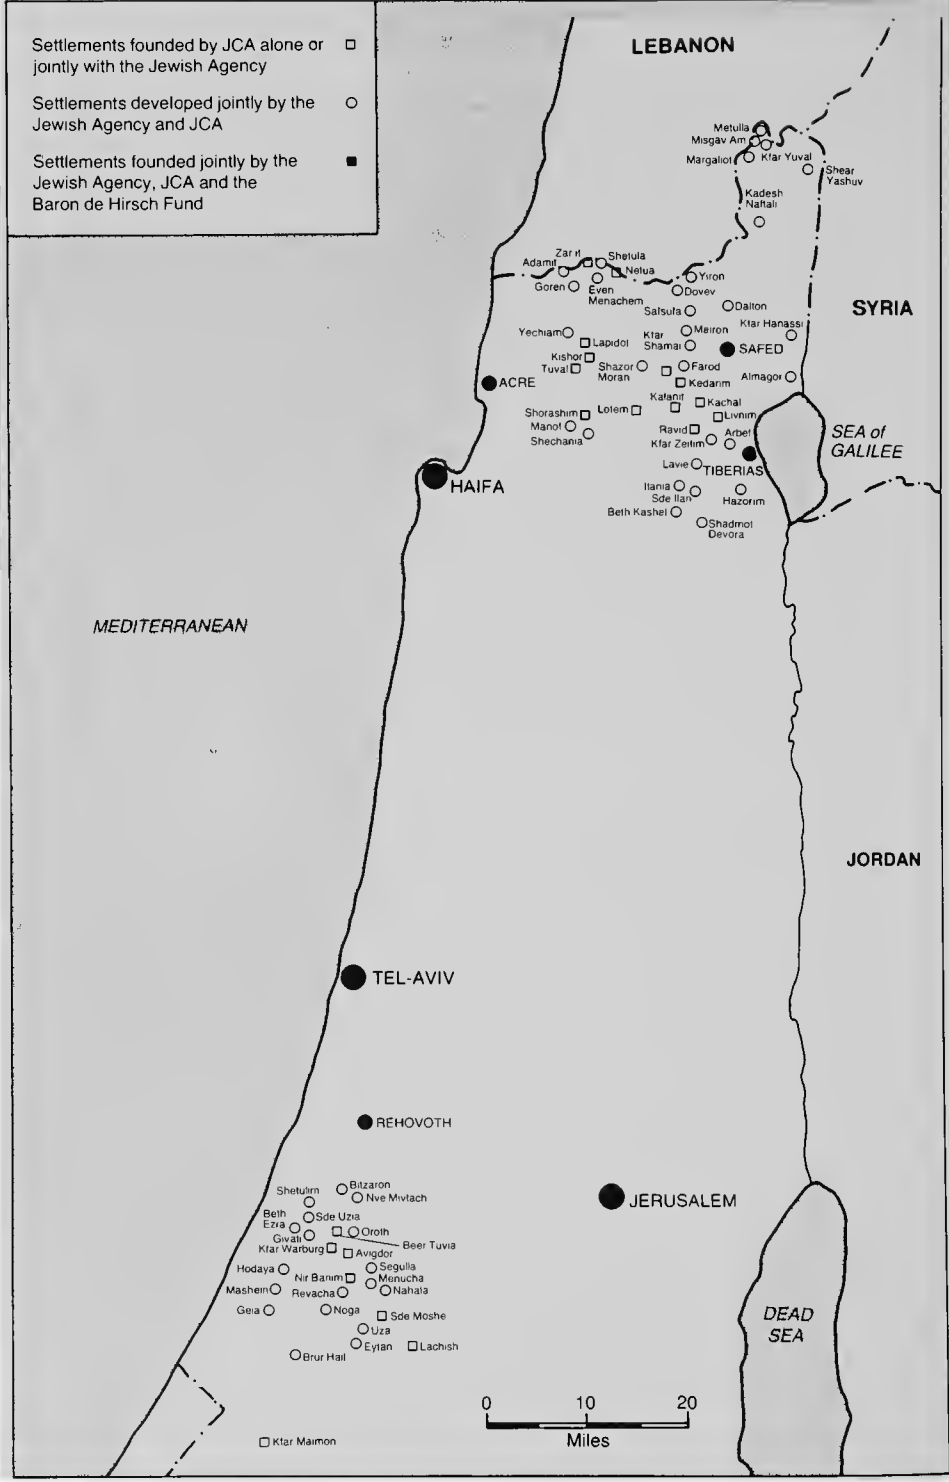 Settlements founded by JCA alone or
jointly with the Jewish Agency
Settlements developed jointly by the
Jewish Agency and JCA
Settlements founded jointly by the
Jewish Agency, JCA and the
Baron de Hirsch Fund
LEBANON
Metulla
Misgav Am
Margaliot
Kfar Yuval
Shear
Yashuv
Kadesh
Naftali
Zarit
Shetula
Adamit
Netua
Goren
Even
Menachem
Yiron
Dovev
SYRIA
Safsufa
Dalton
Kfar Hanassi
Yechiam
Lapidot
Kfar
Shamai
Meiron
SAFED
Kishor
Tuval
Shazor
Moran
Farod
Kedarim
Almagor
ACRE
Kalanit
Kachal
Shorashim
Lotem
Livnim
Manof
Shechania
Ravid
Arbel
Kfar Zeitim
SEA of
GALILEE
Lavie
TIBERIAS
HAIFA
Ilania
Sde Ilan
Hazorim
Beth Kashet
Shadmot
Devora
MEDITERRANEAN
JORDAN
TEL-AVIV
REHOVOTH
JERUSALEM
Shetulim
Bitzaron
Nve Mivtach
Beth
Ezra
Sde Uzia
Givati
Oroth
Beer Tuvia
Kfar Warburg
Avigdor
Hodaya
Segulla
Nir Banim
Menucha
Mashein
Revacha
Nahala
Geia
Noga
Sde Moshe
Uza
Eytan
Lachish
Brur Hail
DEAD
SEA
0 10 20
Miles
Kfar Maimon